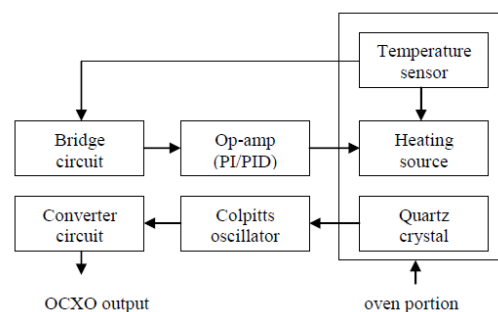 Temperature
sensor
Bridge
circuit
Op-amp
(PI/PID)
Heating
source
Converter
circuit
Colpitts
oscillator
Quartz
crystal
OCXO output
oven portion